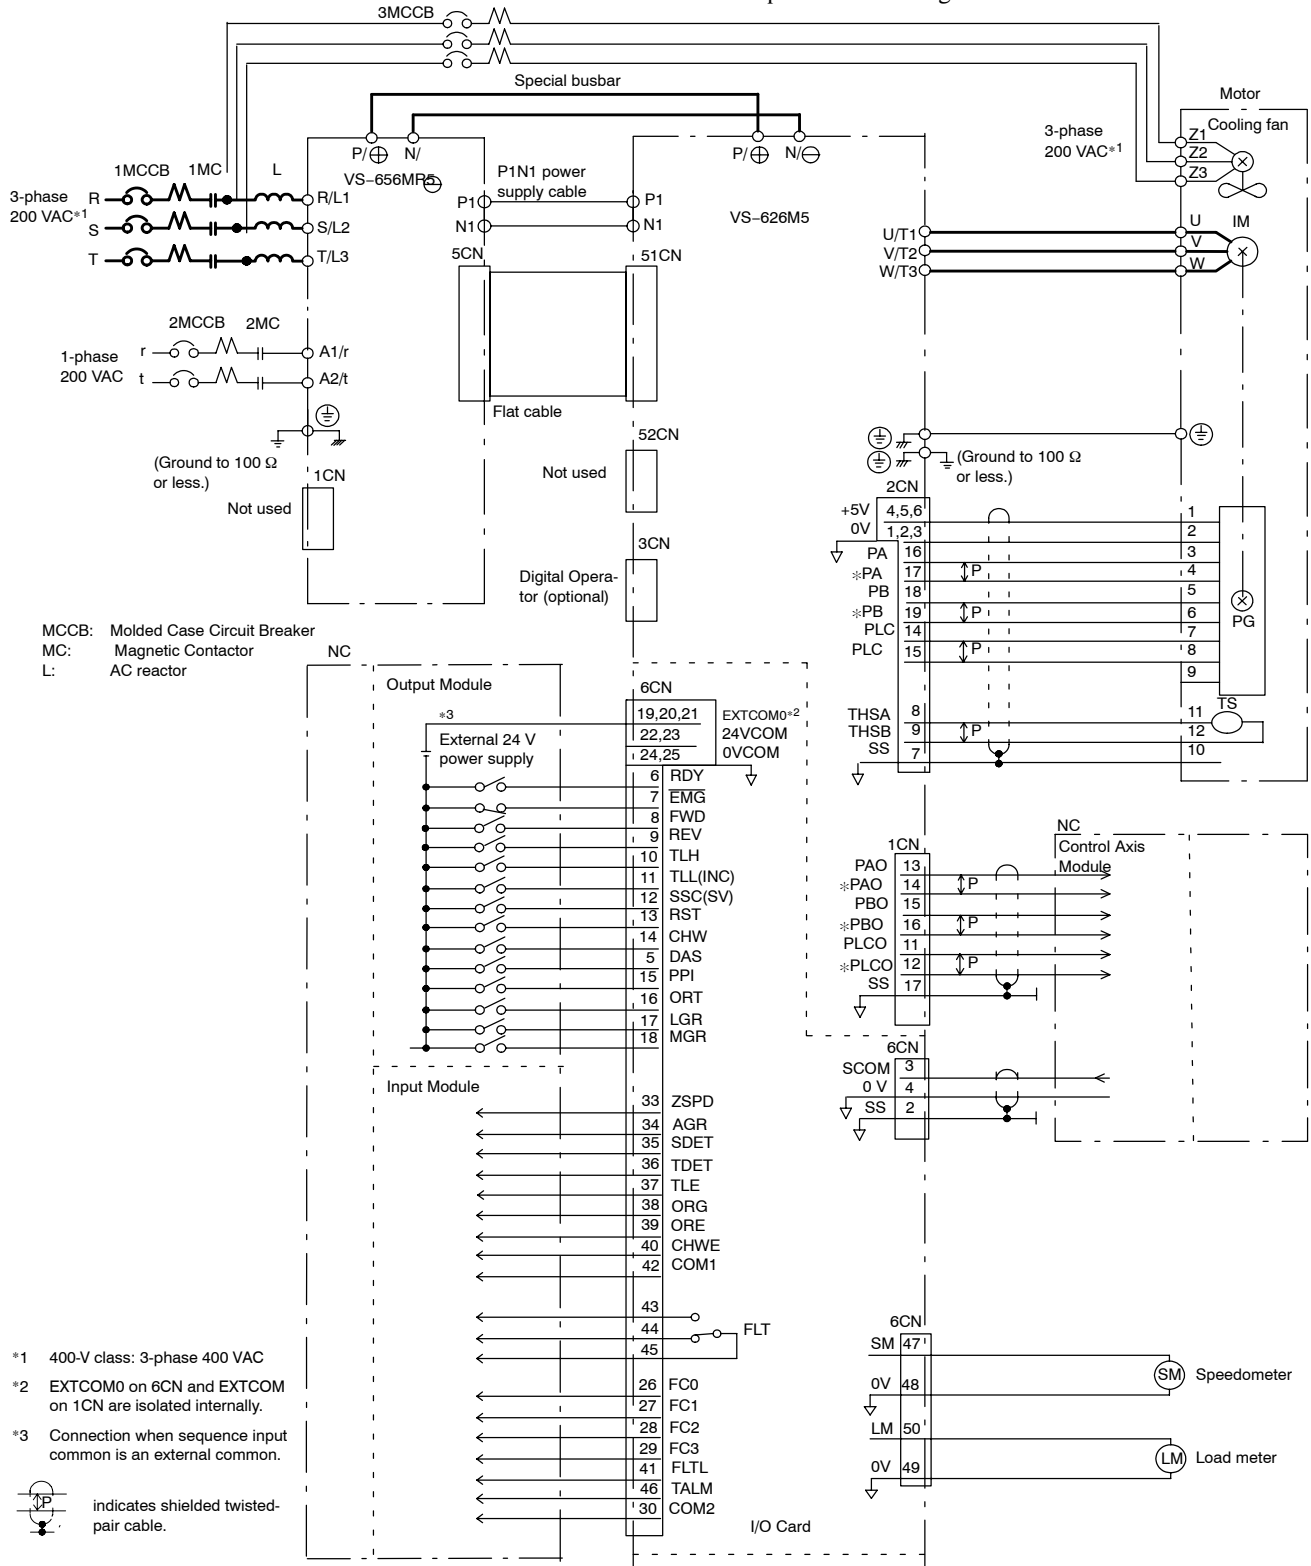 3MCCB
Special busbar
Motor
Cooling fan
3-phase
200 VAC*1
Z1
Z2
Z3
P/⊕ N/
VS−656MR5 ⊖
P/⊕ N/⊖
1MCCB 1MC L
3-phase
200 VAC*1
R
S
T
R/L1
S/L2
T/L3
P1N1 power
supply cable
P1
N1
P1
N1
VS−626M5
U/T1
V/T2
W/T3
U
V
W
IM
5CN
51CN
2MCCB 2MC
1-phase
200 VAC
r
t
A1/r
A2/t
Flat cable
(Ground to 100 Ω
or less.)
1CN
Not used
52CN
Not used
3CN
Digital Opera-
tor (optional)
(Ground to 100 Ω
or less.)
2CN
+5V 4,5,6 1
0V 1,2,3 2
PA 16 3
*PA 17 P 4
PB 18 5
*PB 19 P 6
PLC 14 7
PLC 15 P 8
9
PG
TS
THSA 8 11
THSB 9 P 12
SS 7 10
MCCB: Molded Case Circuit Breaker
MC: Magnetic Contactor
L: AC reactor
NC
Output Module
*3
External 24 V
power supply
6CN
19,20,21 EXTCOM0*2
22,23 24VCOM
24,25 0VCOM
6 RDY
7 EMG
8 FWD
9 REV
10 TLH
11 TLL(INC)
12 SSC(SV)
13 RST
14 CHW
5 DAS
15 PPI
16 ORT
17 LGR
18 MGR
Input Module
33 ZSPD
34 AGR
35 SDET
36 TDET
37 TLE
38 ORG
39 ORE
40 CHWE
42 COM1
43
44 FLT
45
26 FC0
27 FC1
28 FC2
29 FC3
41 FLTL
46 TALM
30 COM2
I/O Card
NC
Control Axis
Module
1CN
PAO 13
*PAO 14 P
PBO 15
*PBO 16 P
PLCO 11
*PLCO 12 P
SS 17
6CN
SCOM 3
0 V 4
SS 2
6CN
SM 47
SM Speedometer
0V 48
LM 50
LM Load meter
0V 49
*1 400-V class: 3-phase 400 VAC
*2 EXTCOM0 on 6CN and EXTCOM
on 1CN are isolated internally.
*3 Connection when sequence input
common is an external common.
P
indicates shielded twisted-
pair cable.